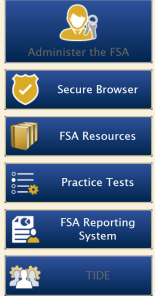 Administer the FSA
Secure Browser
FSA Resources
Practice Tests
FSA Reporting
System
TIDE